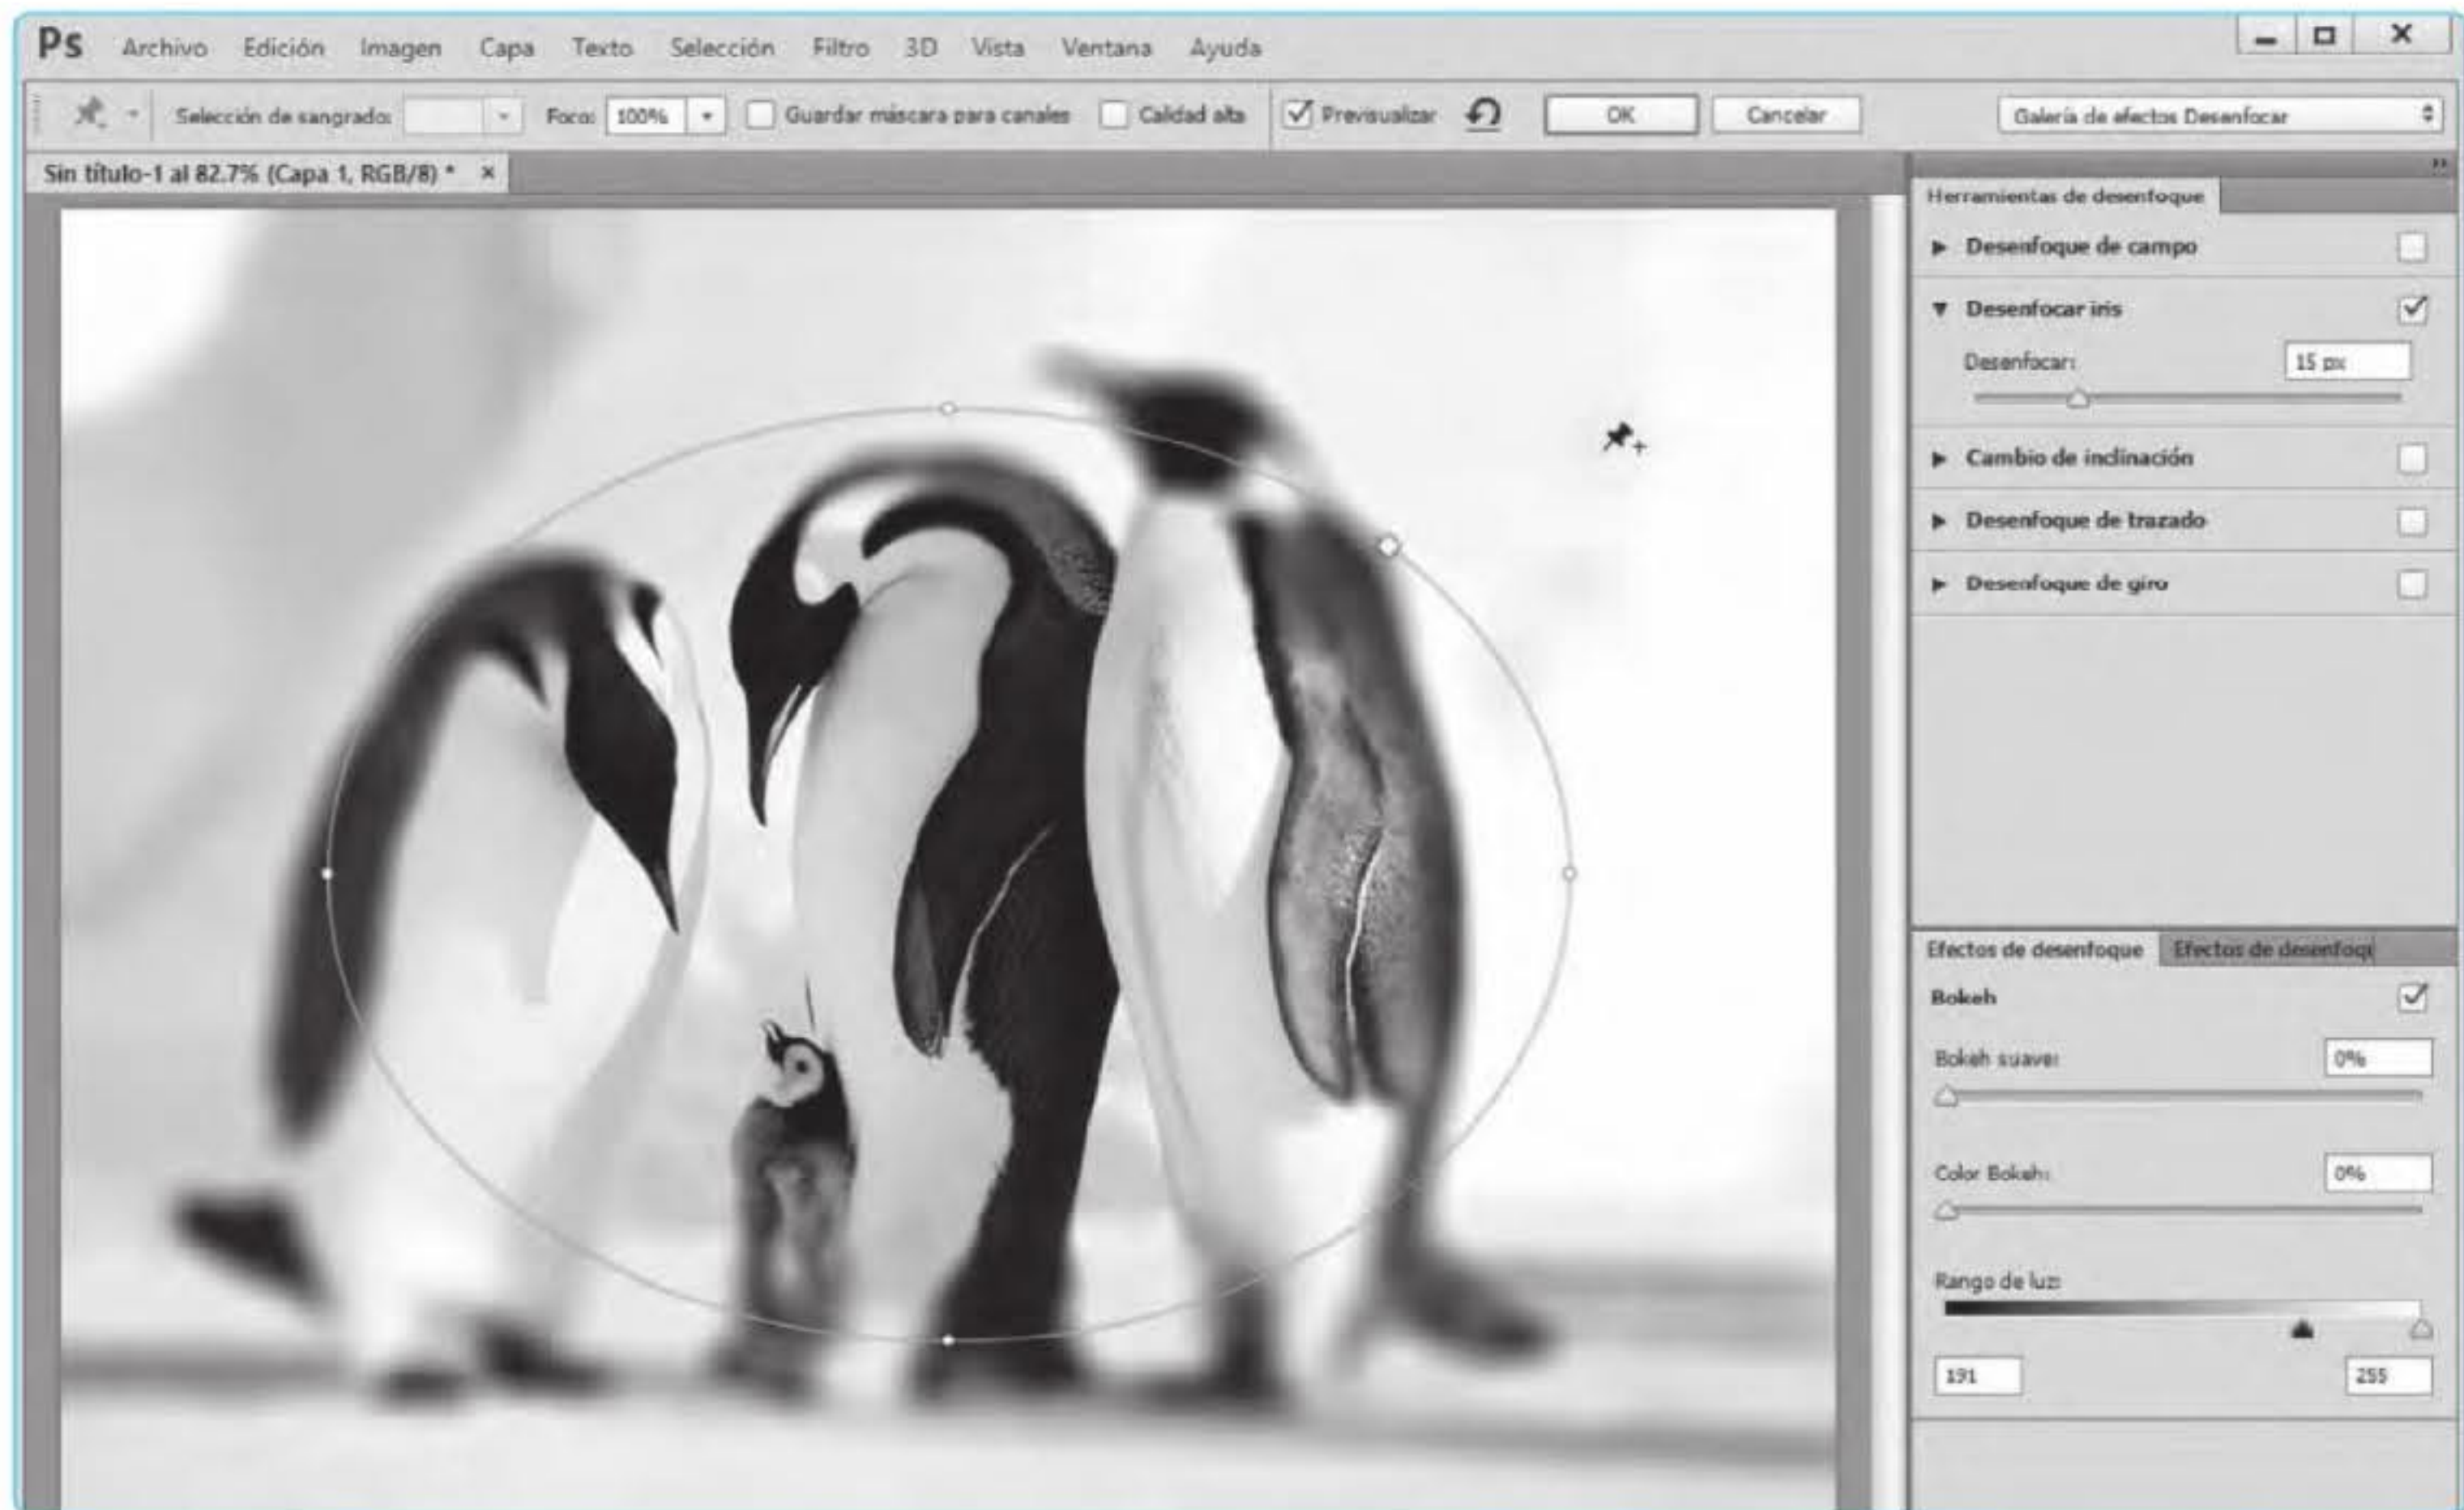 Ps Archivo Edición Imagen Capa Texto Selección Filtro 3D Vista Ventana Ayuda
Selección de sangrado: Foco: 100% Guardar máscara para canales Calidad alta Previsualizar OK Cancelar Galería de efectos Desenfocar
Sin título-1 al 82.7% (Capa 1, RGB/8) * ×
Herramientas de desenfoque
Desenfoque de campo
Desenfocar iris
Desenfocar: 15 px
Cambio de inclinación
Desenfoque de trazado
Desenfoque de giro
Efectos de desenfoque Efectos de desenfoq
Bokeh
Bokeh suave: 0%
Color Bokeh: 0%
Rango de luz:
191 255